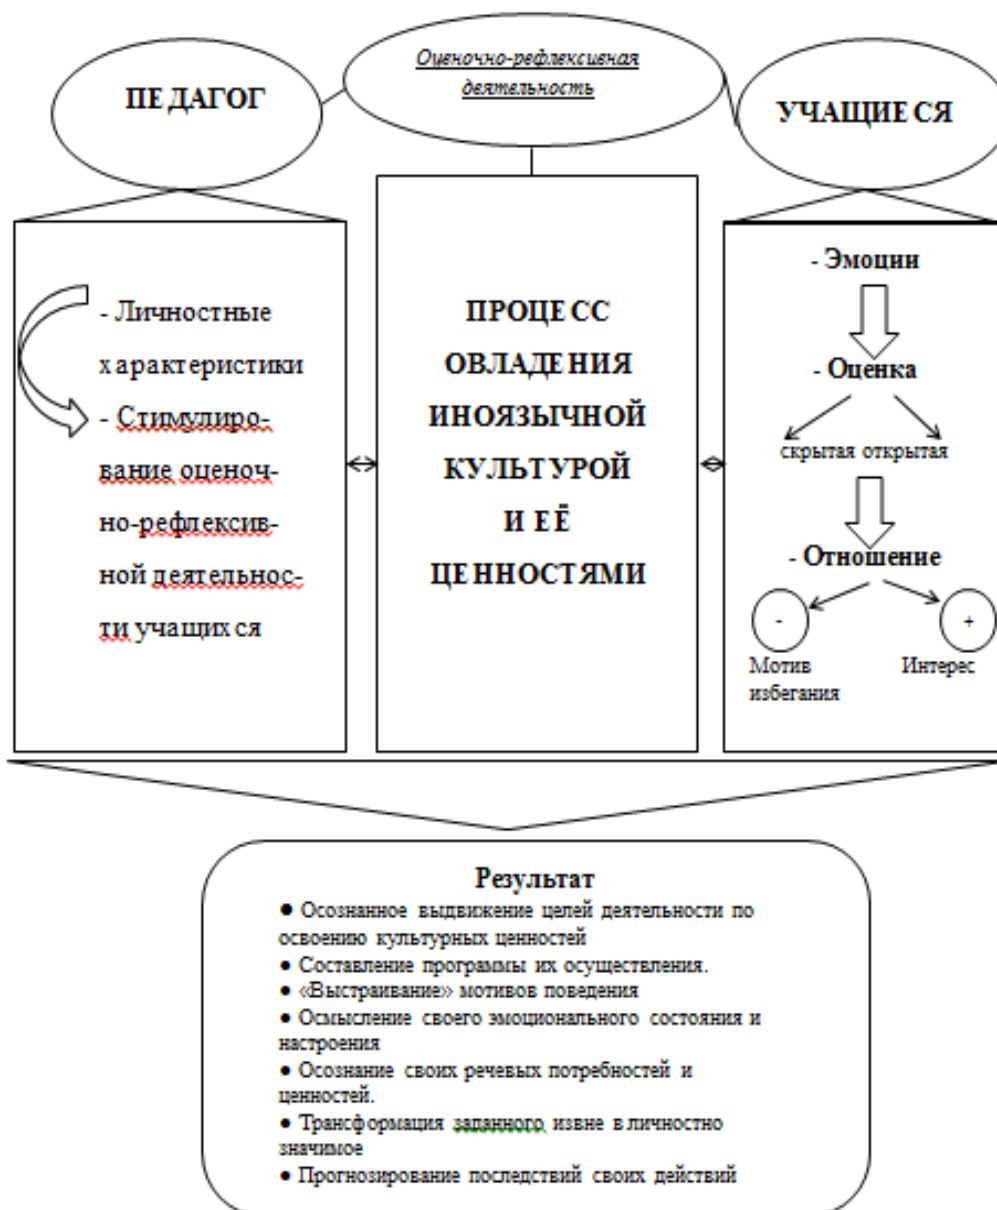 Оценочно-рефлексивная
деятельность
ПЕДАГОГ
УЧАЩИЕСЯ
- Личностные
характеристики
- Стимулиро-
вание оценоч-
но-рефлексив-
ной деятельнос-
ти учащихся
ПРОЦЕСС
ОВЛАДЕНИЯ
ИНОЯЗЫЧНОЙ
КУЛЬТУРОЙ
И ЕЁ
ЦЕННОСТЯМИ
- Эмоции
- Оценка
скрытая открытая
- Отношение
- +
Мотив
избегания
Интерес
Результат
● Осознанное выдвижение целей деятельности по
освоению культурных ценностей
● Составление программы их осуществления.
● «Выстраивание» мотивов поведения
● Осмысление своего эмоционального состояния и
настроения
● Осознание своих речевых потребностей и
ценностей.
● Трансформация заданного извне в личностно
значимое
● Прогнозирование последствий своих действий